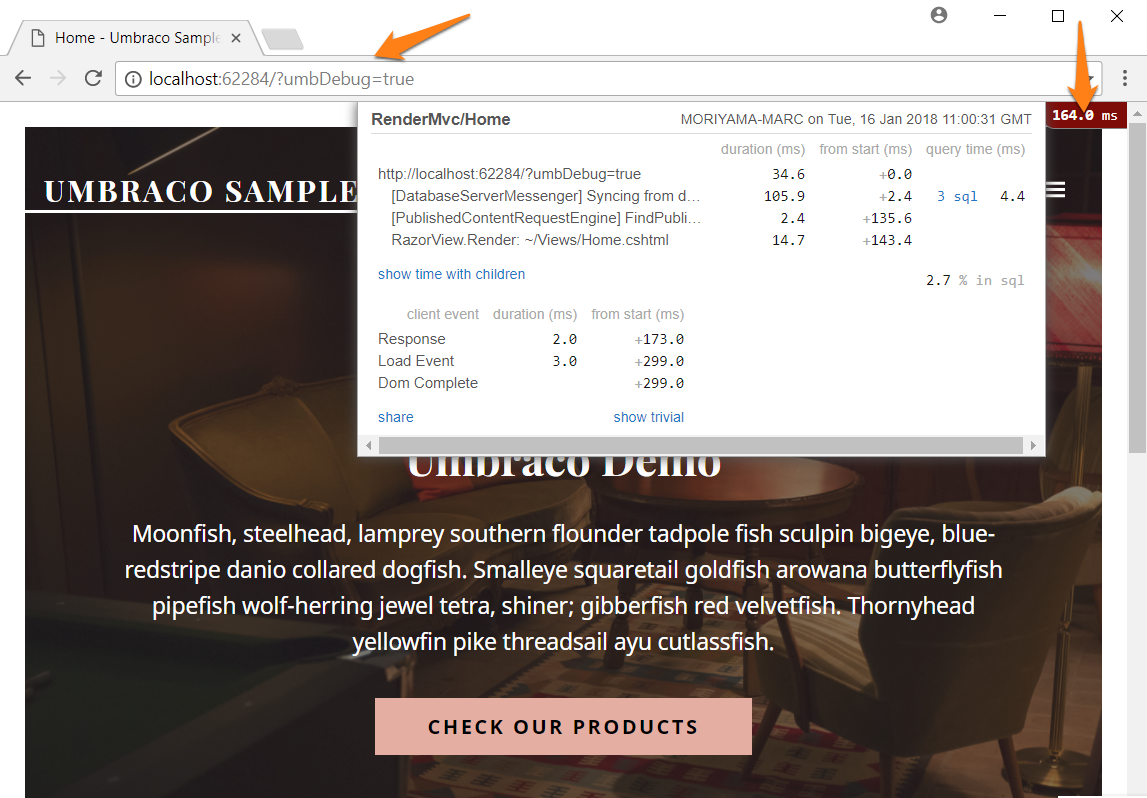 Home - Umbraco Sample
localhost:62284/?umbDebug=true
164.0 ms
RenderMvc/Home MORIYAMA-MARC on Tue, 16 Jan 2018 11:00:31 GMT
duration (ms) from start (ms) query time (ms)
http://localhost:62284/?umbDebug=true 34.6 +0.0
[DatabaseServerMessenger] Syncing from d... 105.9 +2.4 3 sql 4.4
[PublishedContentRequestEngine] FindPubli... 2.4 +135.6
RazorView.Render: ~/Views/Home.cshtml 14.7 +143.4
show time with children 2.7 % in sql
client event duration (ms) from start (ms)
Response 2.0 +173.0
Load Event 3.0 +299.0
Dom Complete +299.0
share show trivial
UMBRACO SAMPLE
Umbraco Demo
Moonfish, steelhead, lamprey southern flounder tadpole fish sculpin bigeye, blue-
redstripe danio collared dogfish. Smalleye squaretail goldfish arowana butterflyfish
pipefish wolf-herring jewel tetra, shiner; gibberfish red velvetfish. Thornyhead
yellowfin pike threadsail ayu cutlassfish.
CHECK OUR PRODUCTS